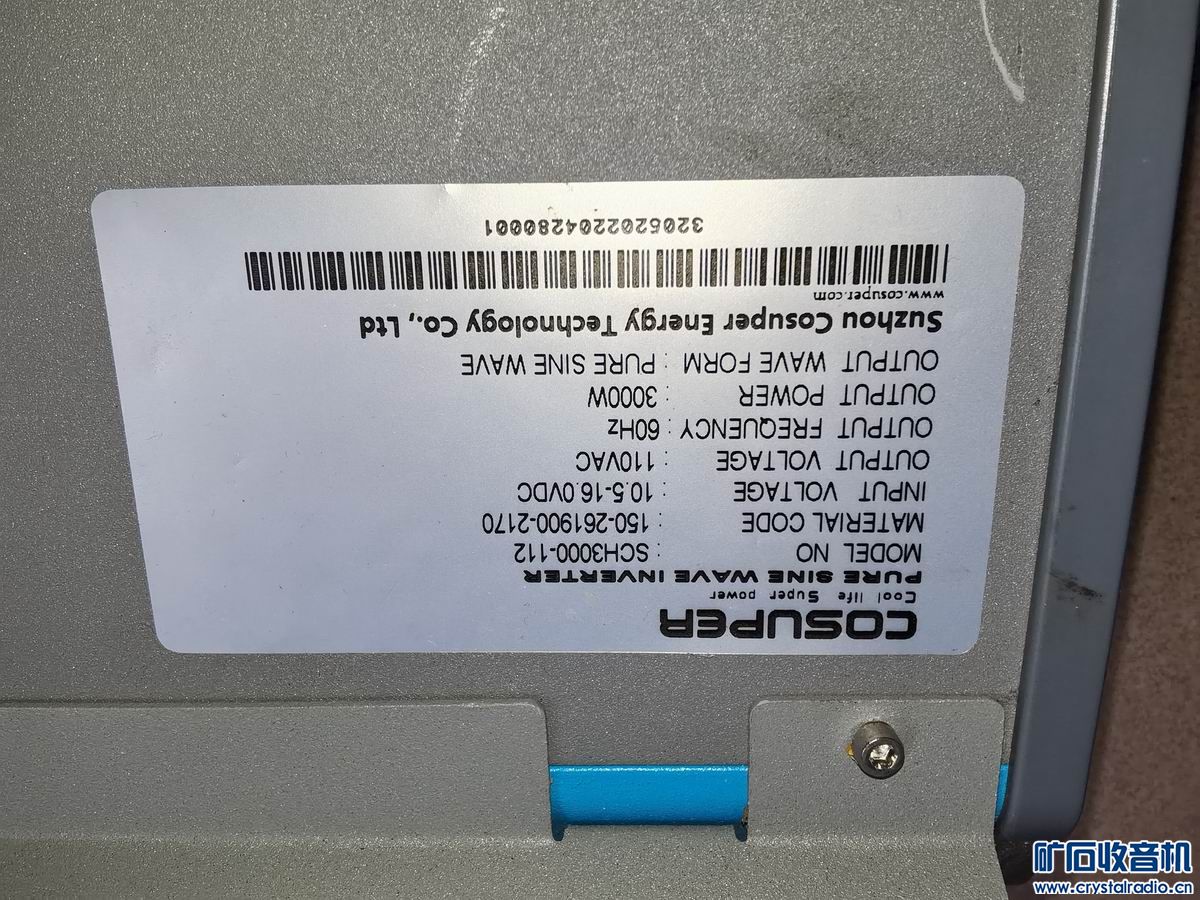 COSUPER
Cool life Super power
PURE SINE WAVE INVERTER
MODEL NO : SCH3000-112
MATERIAL CODE : 150-261900-2170
INPUT VOLTAGE : 10.5-16.0VDC
OUTPUT VOLTAGE : 110VAC
OUTPUT FREQUENCY : 60Hz
OUTPUT POWER : 3000W
OUTPUT WAVE FORM : PURE SINE WAVE
Suzhou Cosuper Energy Technology Co., Ltd
www.cosuper.com
3205202204280001
矿石收音机
www.crystalradio.cn